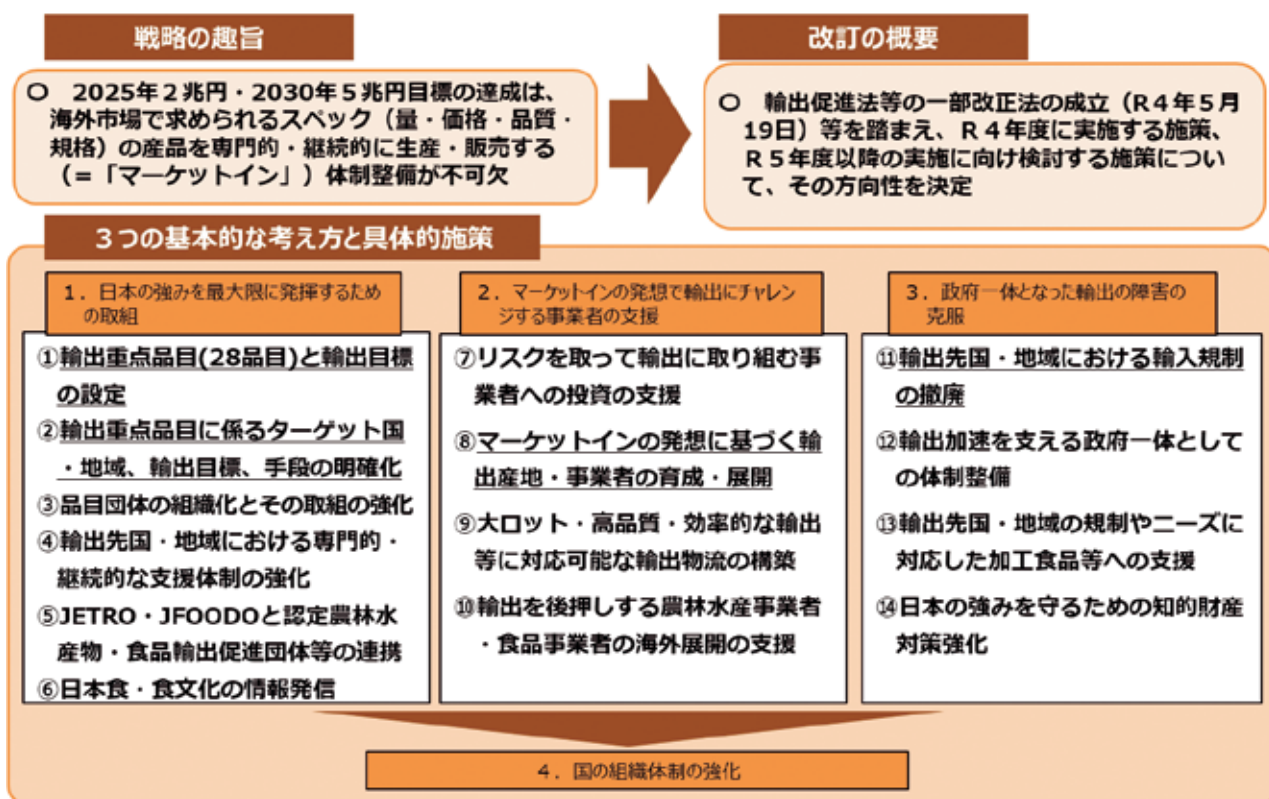 戦略の趣旨
○ 2025年2兆円・2030年5兆円目標の達成は、
海外市場で求められるスペック（量・価格・品質・
規格）の産品を専門的・継続的に生産・販売する
（＝「マーケットイン」）体制整備が不可欠
改訂の概要
○ 輸出促進法等の一部改正法の成立（R4年5月
19日）等を踏まえ、R4年度に実施する施策、
R5年度以降の実施に向け検討する施策につい
て、その方向性を決定
3つの基本的な考え方と具体的施策
1．日本の強みを最大限に発揮するため
の取組
①輸出重点品目(28品目)と輸出目標
の設定
②輸出重点品目に係るターゲット国
・地域、輸出目標、手段の明確化
③品目団体の組織化とその取組の強化
④輸出先国・地域における専門的・
継続的な支援体制の強化
⑤JETRO・JFOODOと認定農林水
産物・食品輸出促進団体等の連携
⑥日本食・食文化の情報発信
2．マーケットインの発想で輸出にチャレン
ジする事業者の支援
⑦リスクを取って輸出に取り組む事
業者への投資の支援
⑧マーケットインの発想に基づく輸
出産地・事業者の育成・展開
⑨大ロット・高品質・効率的な輸出
等に対応可能な輸出物流の構築
⑩輸出を後押しする農林水産事業者
・食品事業者の海外展開の支援
3．政府一体となった輸出の障害の
克服
⑪輸出先国・地域における輸入規制
の撤廃
⑫輸出加速を支える政府一体として
の体制整備
⑬輸出先国・地域の規制やニーズに
対応した加工食品等への支援
⑭日本の強みを守るための知的財産
対策強化
4．国の組織体制の強化